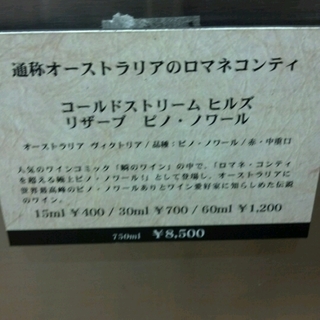 通称オーストラリアのロマネコンティ
コールドストリーム ヒルズ
リザーブ ピノ・ノワール
オーストラリア ヴィクトリア/品種:ピノ・ノワール/赤・中重口
人気のワインコミック「瞬のワイン」の中で、「ロマネ・コンティ
を超える極上ピノ・ノワール!」として登場し、オーストラリアに
世界最高峰のピノ・ノワールありとワイン愛好家に知らしめた伝説
のワイン。
15ml ¥400 / 30ml ¥700 / 60ml ¥1,200
750ml ¥8,500